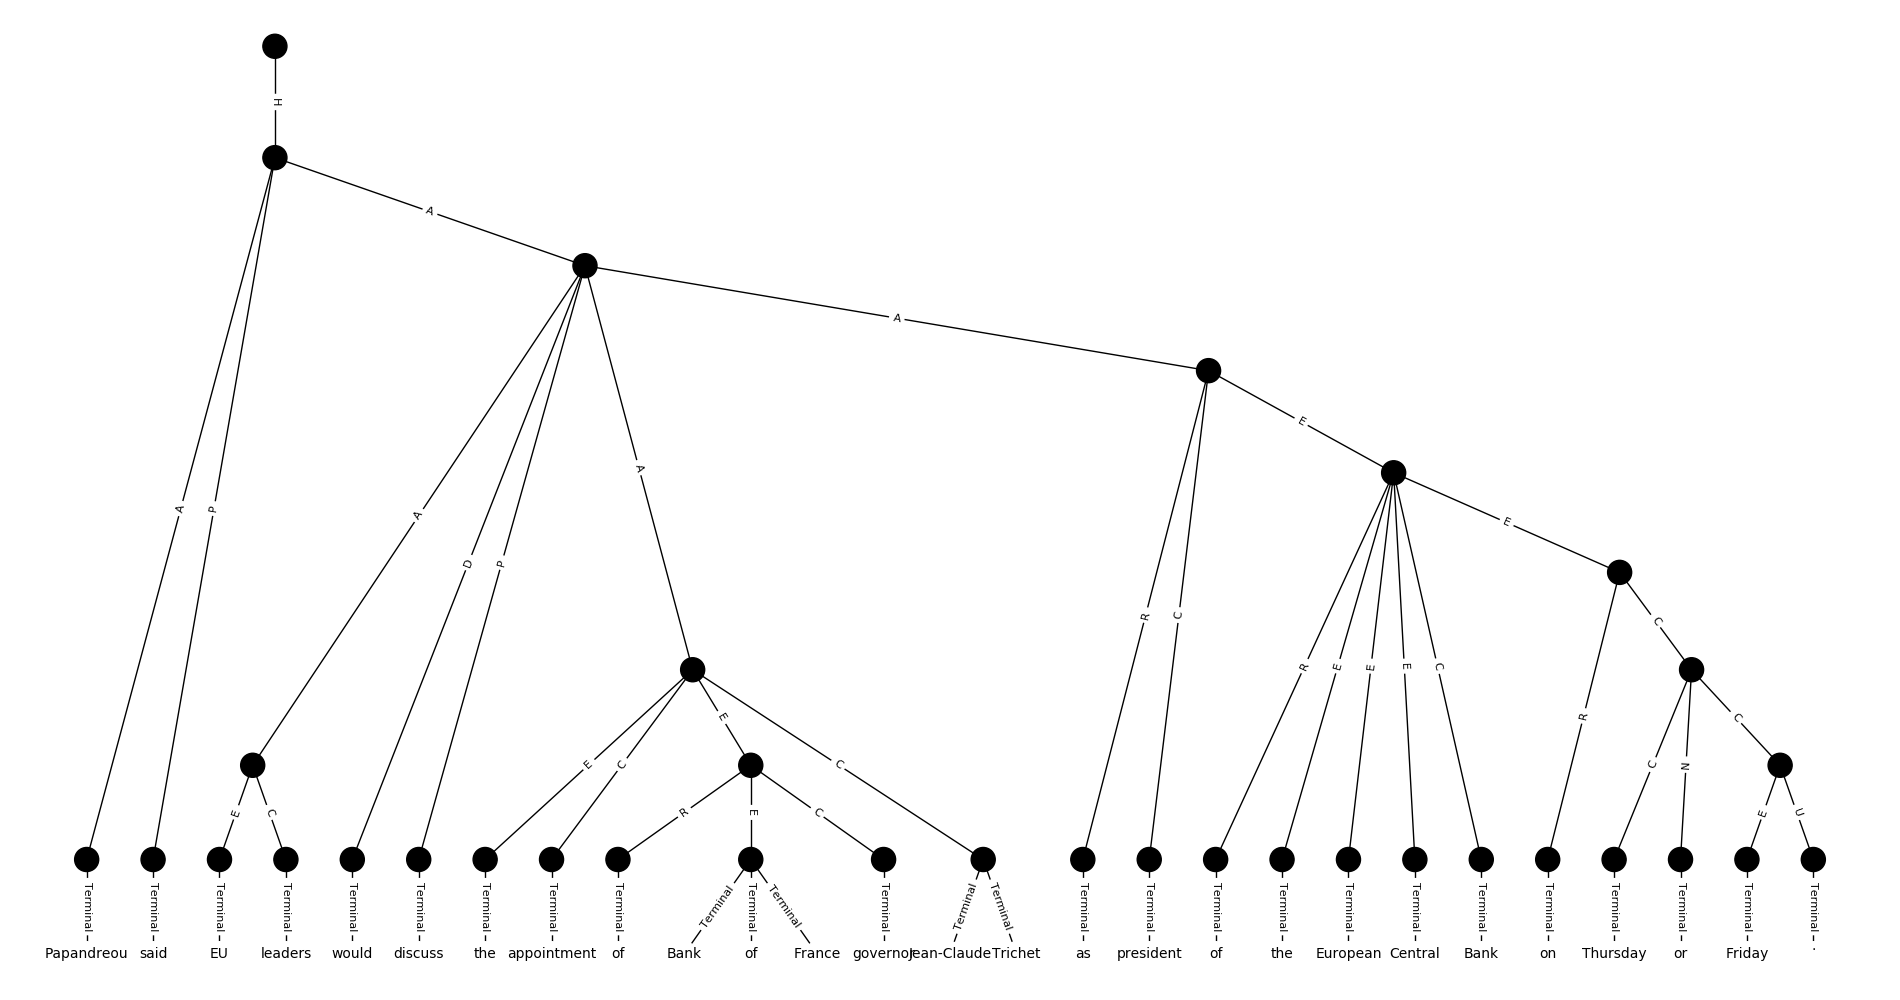 H
A
A
A
E
A
E
A
P
A
D
P
R
C
C
E
R
E
E
E
C
R
C
N
C
E
C
E
C
E
C
R
E
C
E
U
Terminal Terminal Terminal Terminal Terminal Terminal Terminal Terminal Terminal Terminal Terminal Terminal Terminal Terminal Terminal Terminal Terminal Terminal Terminal Terminal Terminal Terminal Terminal Terminal Terminal Terminal
Papandreou said EU leaders would discuss the appointment of Bank of France governor Jean-Claude Trichet as president of the European Central Bank on Thursday or Friday .